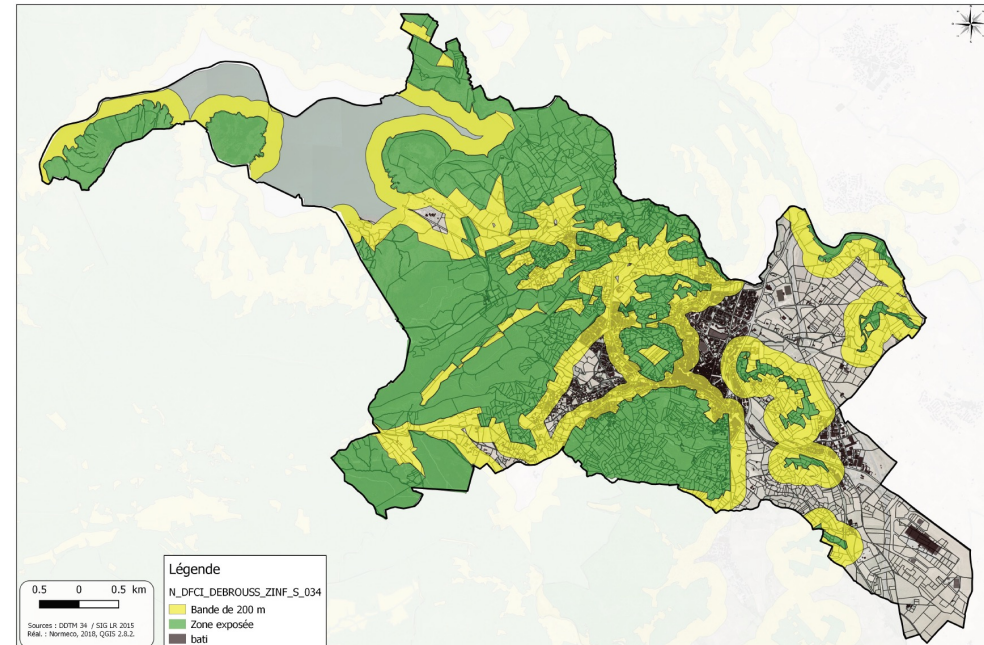 Légende
N_DFCI_DEBROUSS_ZINF_S_034
Bande de 200 m
Zone exposée
bati
0.5 0 0.5 km
Sources : DDTM 34 / SIG LR 2015
Réal. : Normeco, 2018, QGIS 2.8.2.